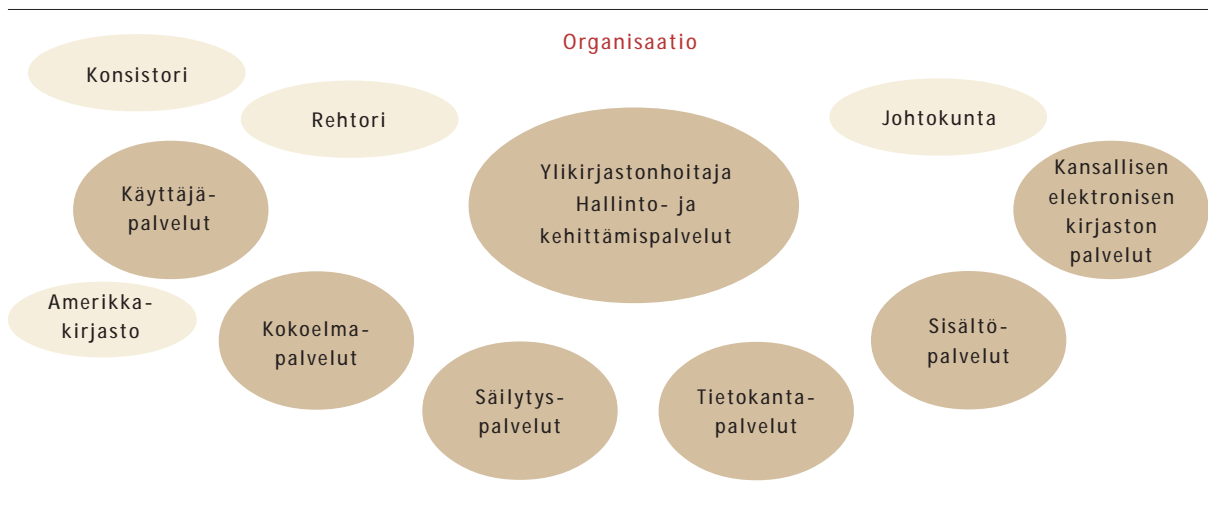 Organisaatio
Konsistori
Rehtori
Johtokunta
Ylikirjastonhoitaja
Hallinto- ja
kehittämispalvelut
Käyttäjä-
palvelut
Kansallisen
elektronisen
kirjaston
palvelut
Amerikka-
kirjasto
Kokoelma-
palvelut
Säilytys-
palvelut
Tietokanta-
palvelut
Sisältö-
palvelut